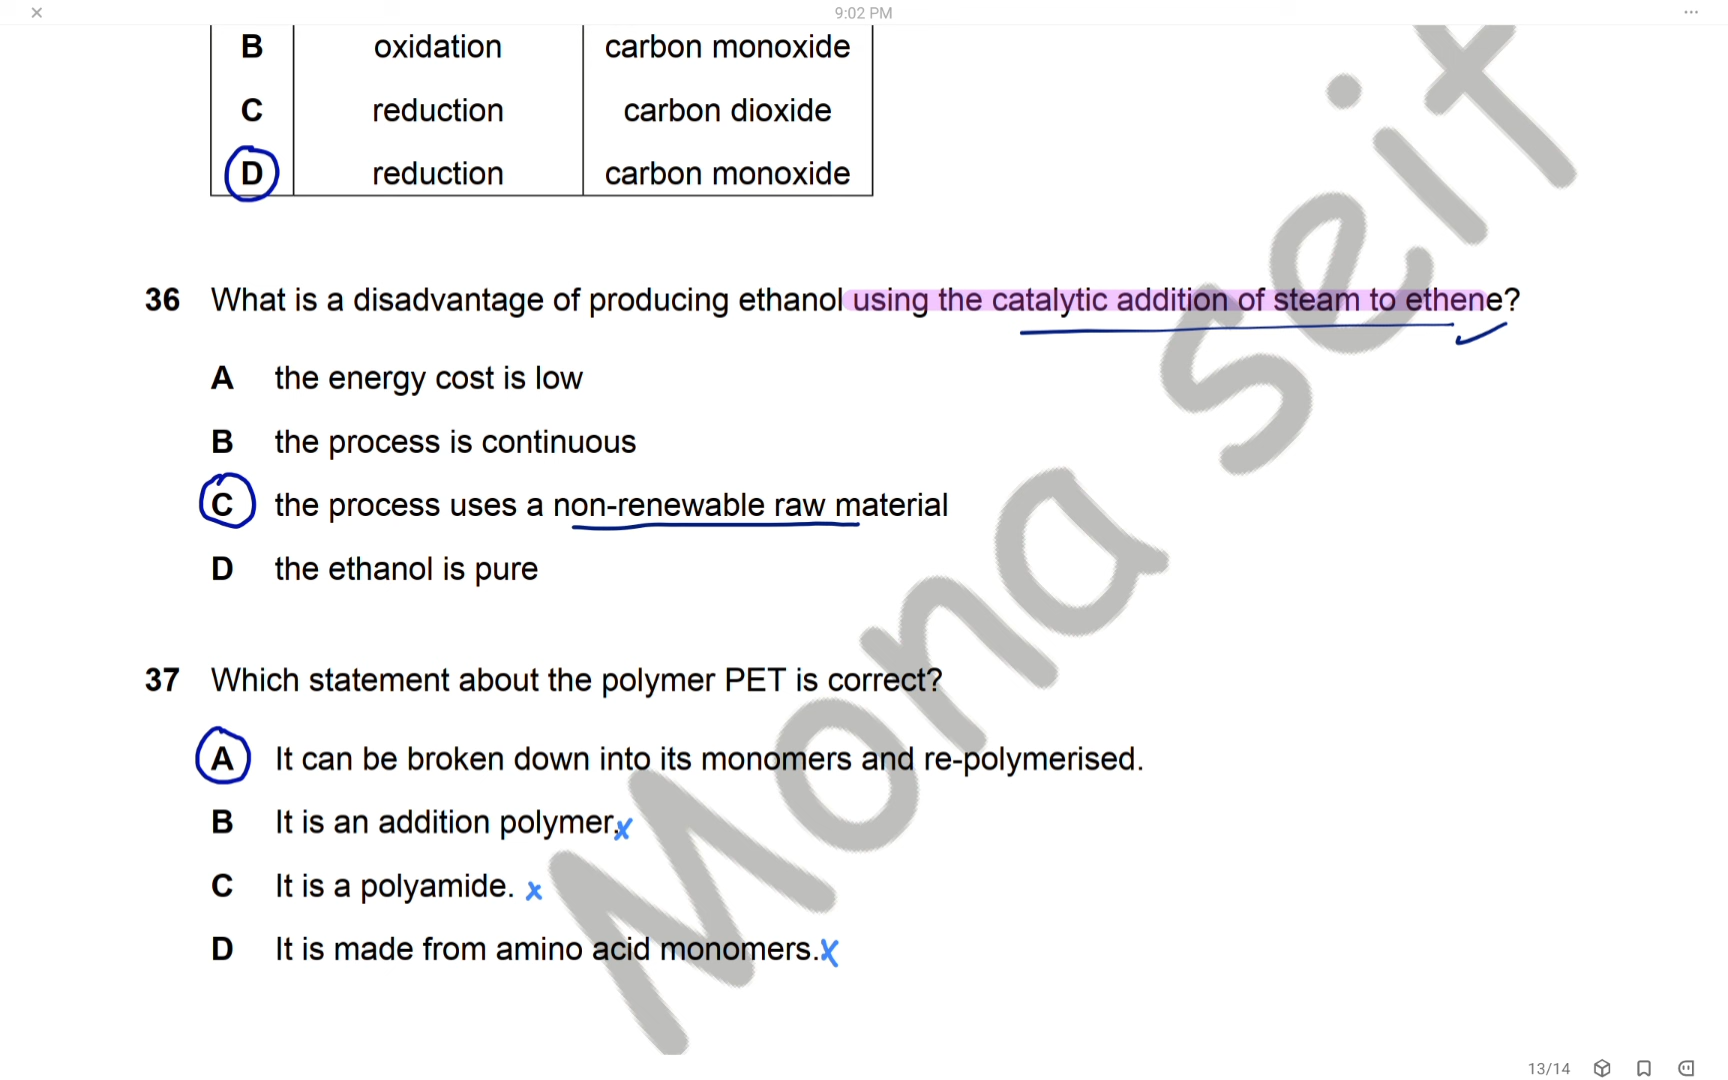 9:02 PM
B oxidation carbon monoxide
C reduction carbon dioxide
D reduction carbon monoxide
36 What is a disadvantage of producing ethanol using the catalytic addition of steam to ethene?
A the energy cost is low
B the process is continuous
C the process uses a non-renewable raw material
D the ethanol is pure
37 Which statement about the polymer PET is correct?
A It can be broken down into its monomers and re-polymerised.
B It is an addition polymer. x
C It is a polyamide. x
D It is made from amino acid monomers. x
Mona seit
13/14